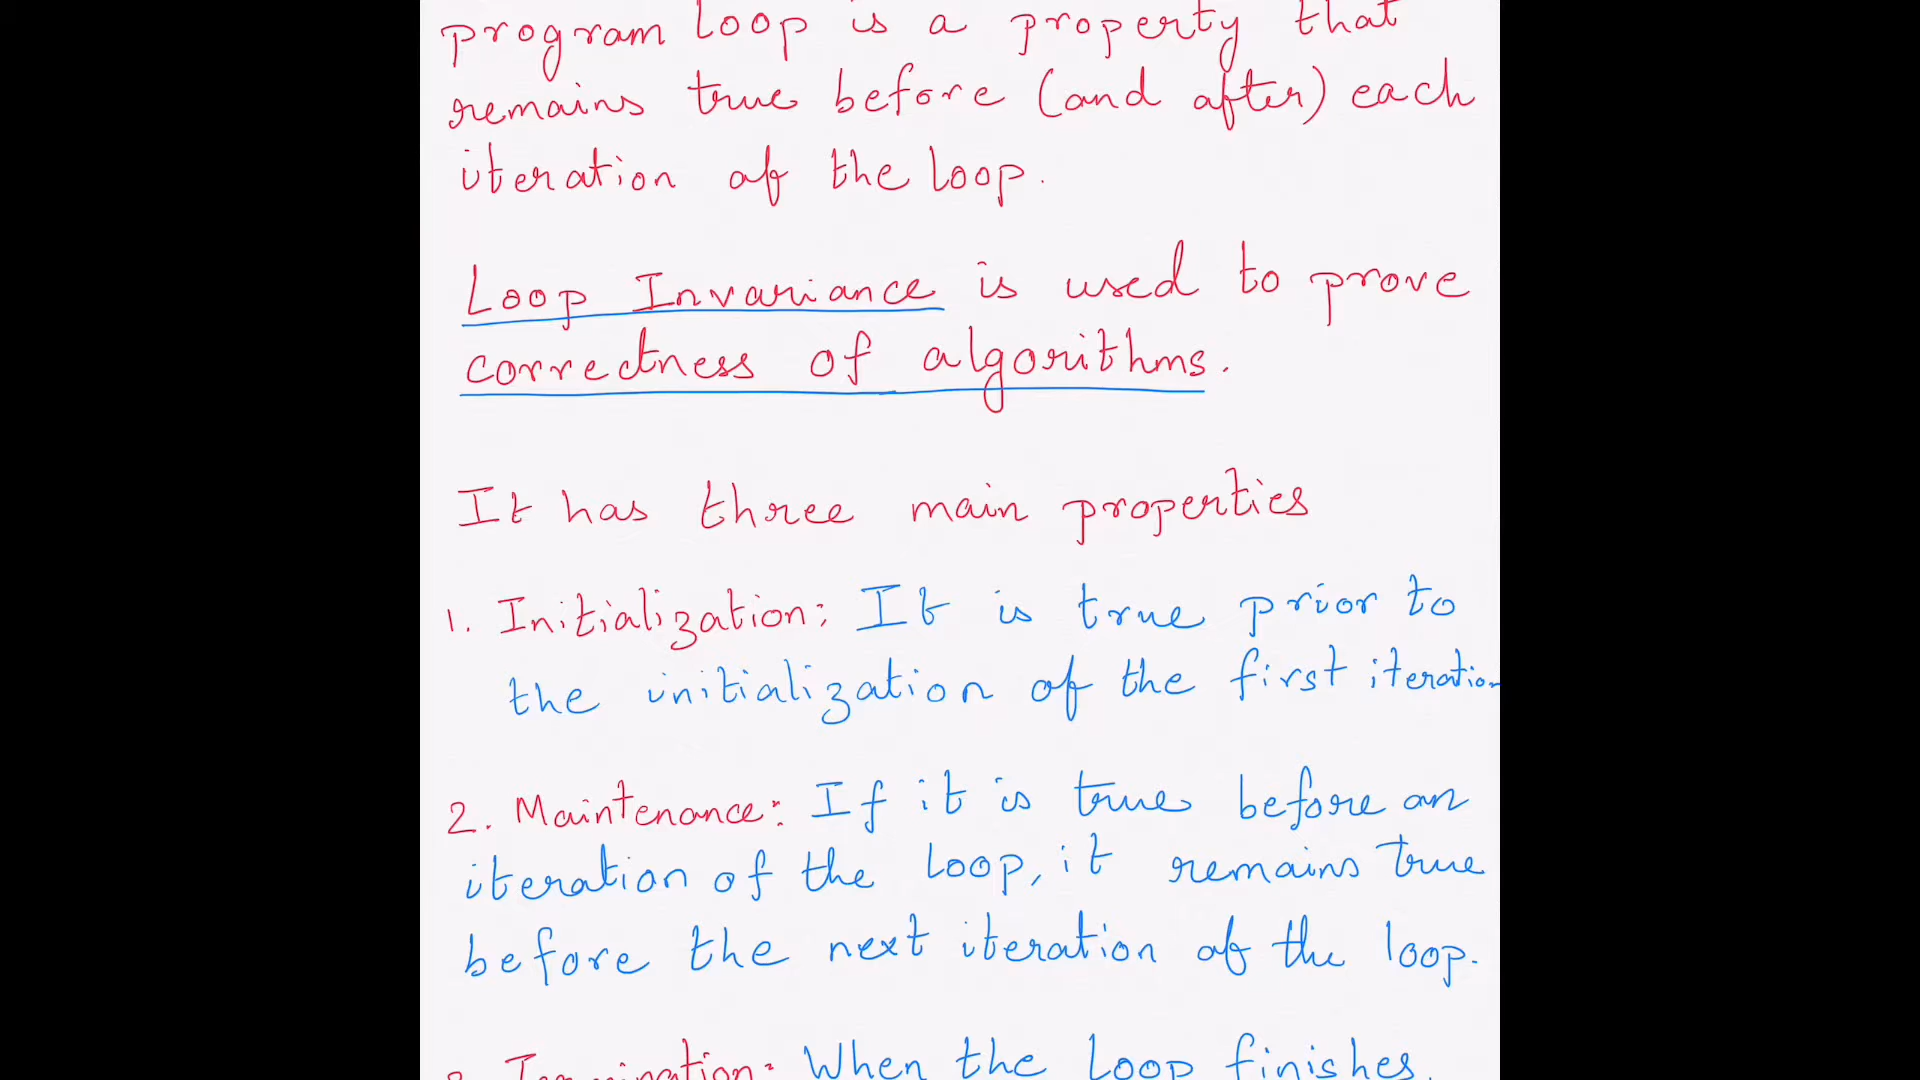 program loop is a property that
remains true before (and after) each
iteration of the loop.
Loop Invariance is used to prove
correctness of algorithms.
It has three main properties
1. Initialization: It is true prior to
the initialization of the first iteration
2. Maintenance: If it is true before an
iteration of the loop, it remains true
before the next iteration of the loop.
3. Termination: When the loop finishes,